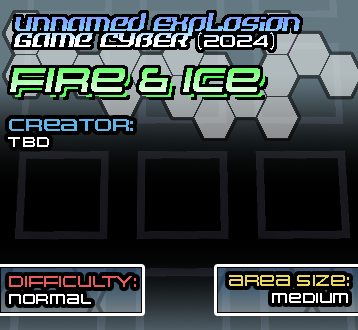 Unnamed Explosion
Game Cyber (2024)
Fire & Ice
Creator:
TBD
Difficulty:
Normal
Area Size:
Medium